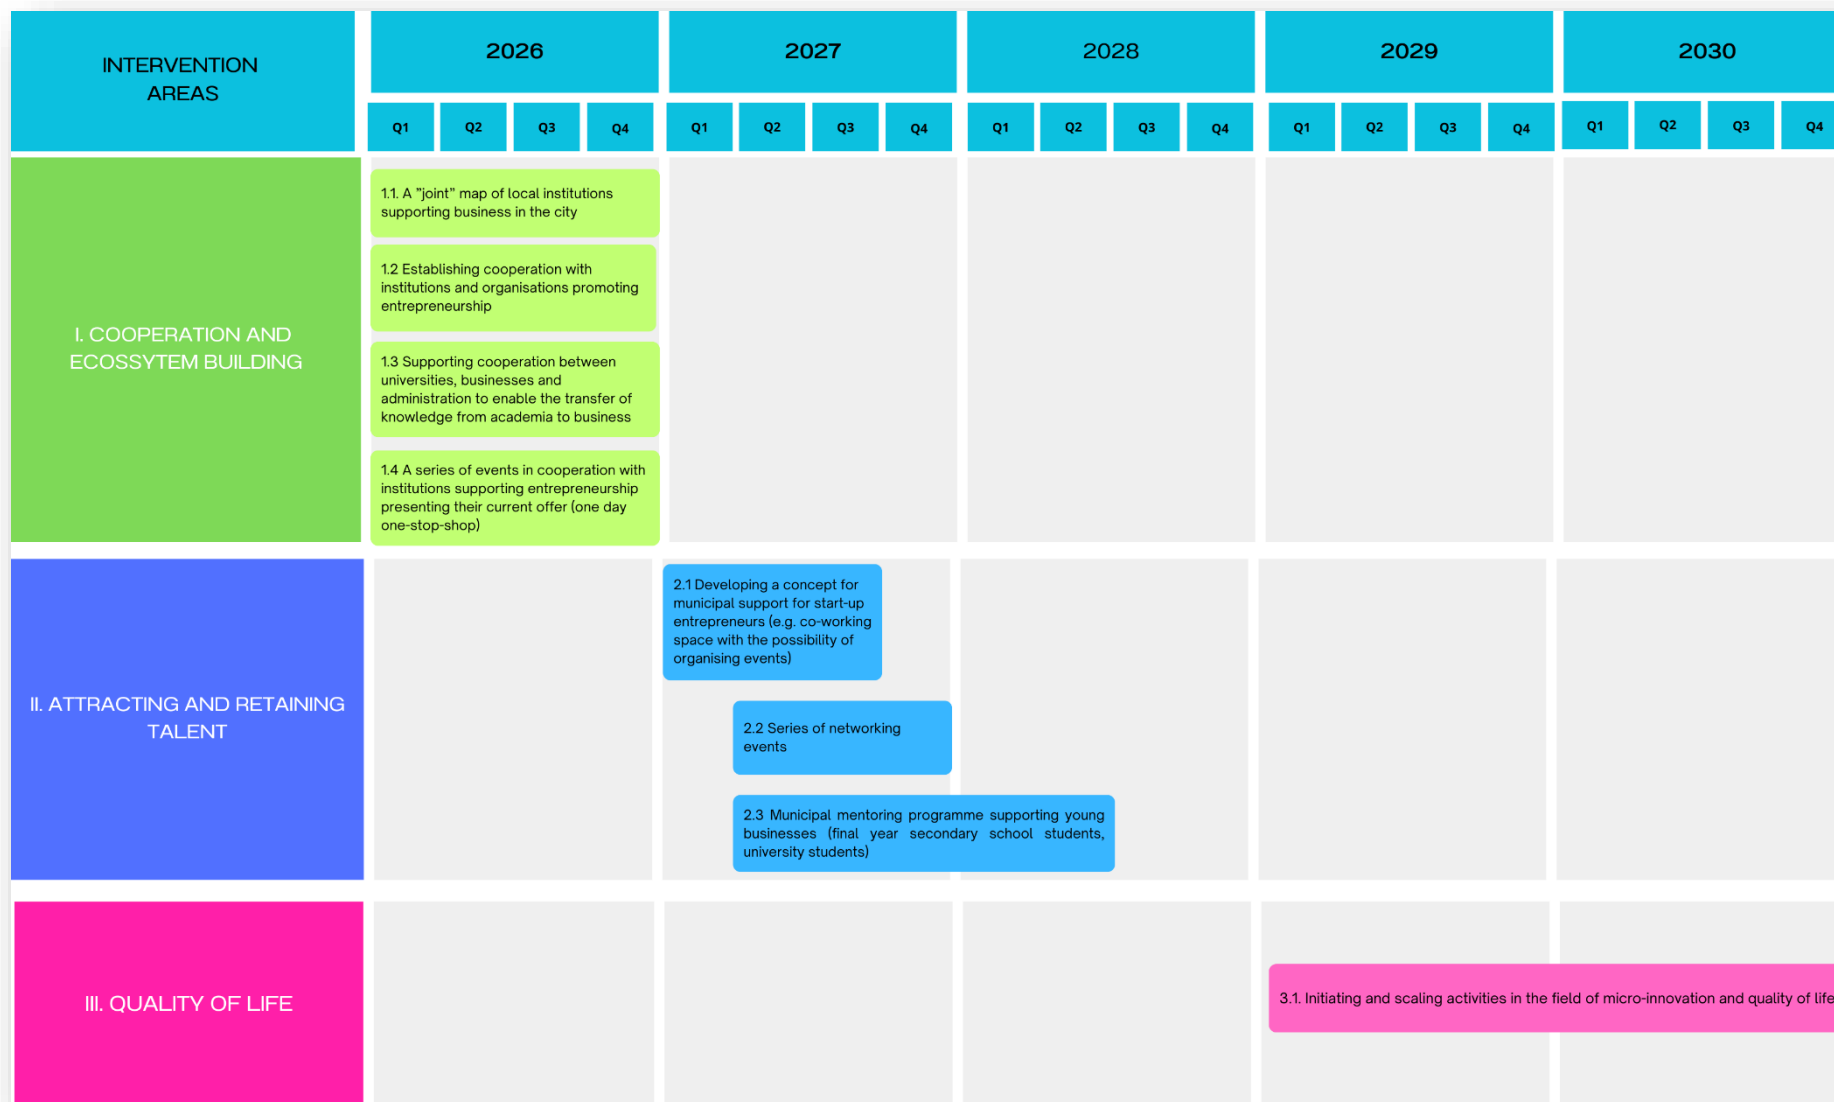 INTERVENTION
AREAS
2026
2027
2028
2029
2030
Q1 Q2 Q3 Q4 Q1 Q2 Q3 Q4 Q1 Q2 Q3 Q4 Q1 Q2 Q3 Q4 Q1 Q2 Q3 Q4
I. COOPERATION AND
ECOSSYTEM BUILDING
1.1. A "joint" map of local institutions
supporting business in the city
1.2 Establishing cooperation with
institutions and organisations promoting
entrepreneurship
1.3 Supporting cooperation between
universities, businesses and
administration to enable the transfer of
knowledge from academia to business
1.4 A series of events in cooperation with
institutions supporting entrepreneurship
presenting their current offer (one day
one-stop-shop)
II. ATTRACTING AND RETAINING
TALENT
2.1 Developing a concept for
municipal support for start-up
entrepreneurs (e.g. co-working
space with the possibility of
organising events)
2.2 Series of networking
events
2.3 Municipal mentoring programme supporting young
businesses (final year secondary school students,
university students)
III. QUALITY OF LIFE
3.1. Initiating and scaling activities in the field of micro-innovation and quality of life